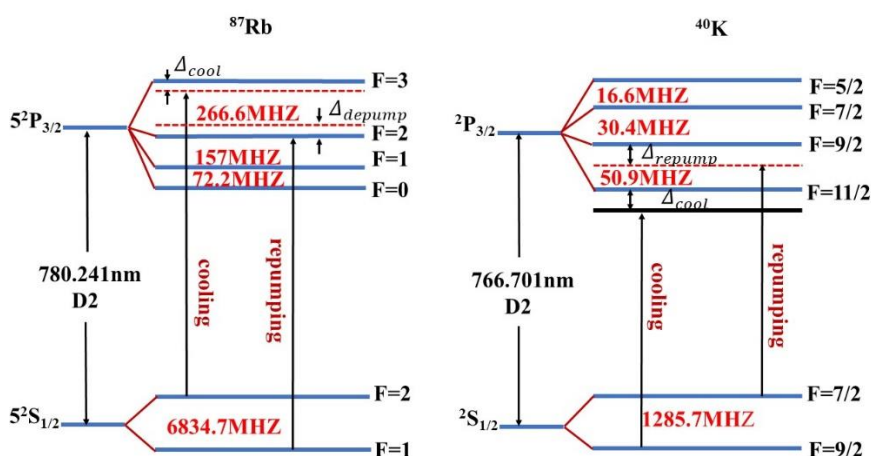 ⁸⁷Rb
Δcool
F=3
266.6MHZ
Δdepump
5²P₃/₂
F=2
157MHZ
F=1
72.2MHZ
F=0
780.241nm
D2
cooling
repumping
5²S₁/₂
F=2
6834.7MHZ
F=1
⁴⁰K
F=5/2
16.6MHZ
F=7/2
²P₃/₂
30.4MHZ
F=9/2
Δrepump
50.9MHZ
F=11/2
Δcool
766.701nm
D2
cooling
repumping
F=7/2
²S₁/₂
1285.7MHZ
F=9/2